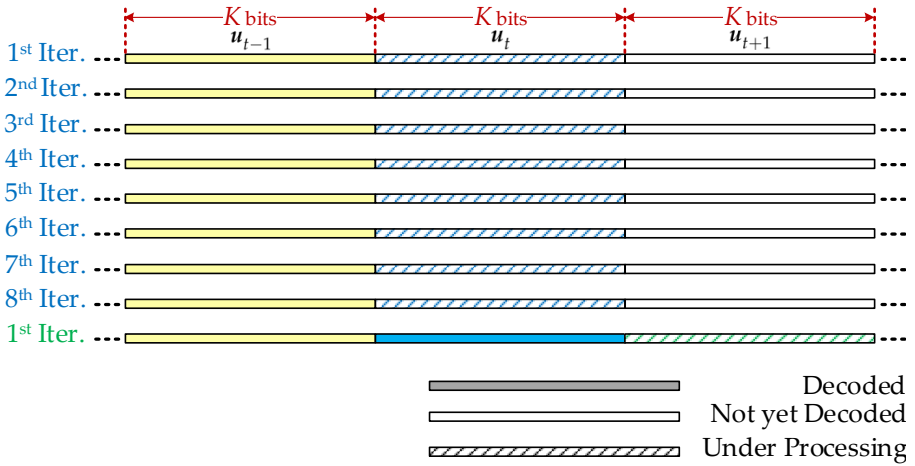 K bits K bits K bits
u_{t−1} u_t u_{t+1}
1st Iter.
2nd Iter.
3rd Iter.
4th Iter.
5th Iter.
6th Iter.
7th Iter.
8th Iter.
1st Iter.
Decoded
Not yet Decoded
Under Processing